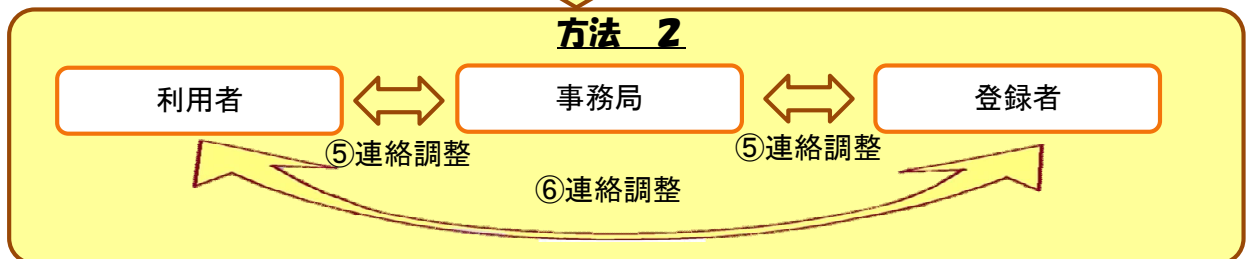 方法　２
利用者
事務局
登録者
⑤連絡調整
⑤連絡調整
⑥連絡調整